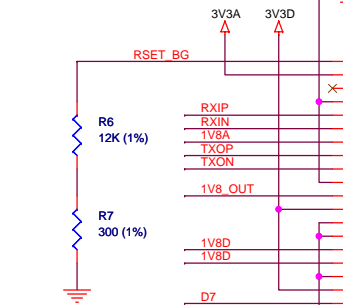 3V3A 3V3D
RSET_BG
RXIP
R6
RXIN
12K (1%)
1V8A
TXOP
TXON
1V8_OUT
R7
300 (1%)
1V8D
1V8D
D7